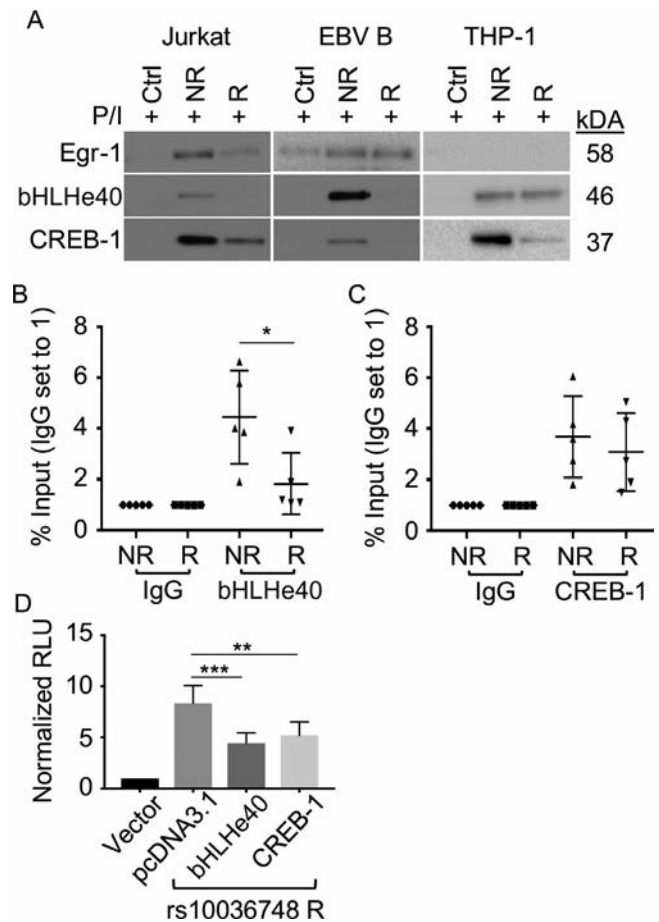 A
Jurkat EBV B THP-1
Ctrl NR R Ctrl NR R Ctrl NR R
P/I + + + + + + + + + kDA
Egr-1 58
bHLHe40 46
CREB-1 37
B
% Input (IgG set to 1)
8
6
4
2
0
*
NR R NR R
IgG bHLHe40
C
% Input (IgG set to 1)
8
6
4
2
0
NR R NR R
IgG CREB-1
D
Normalized RLU
15
10
5
0
**
***
Vector pcDNA3.1 bHLHe40 CREB-1
rs10036748 R